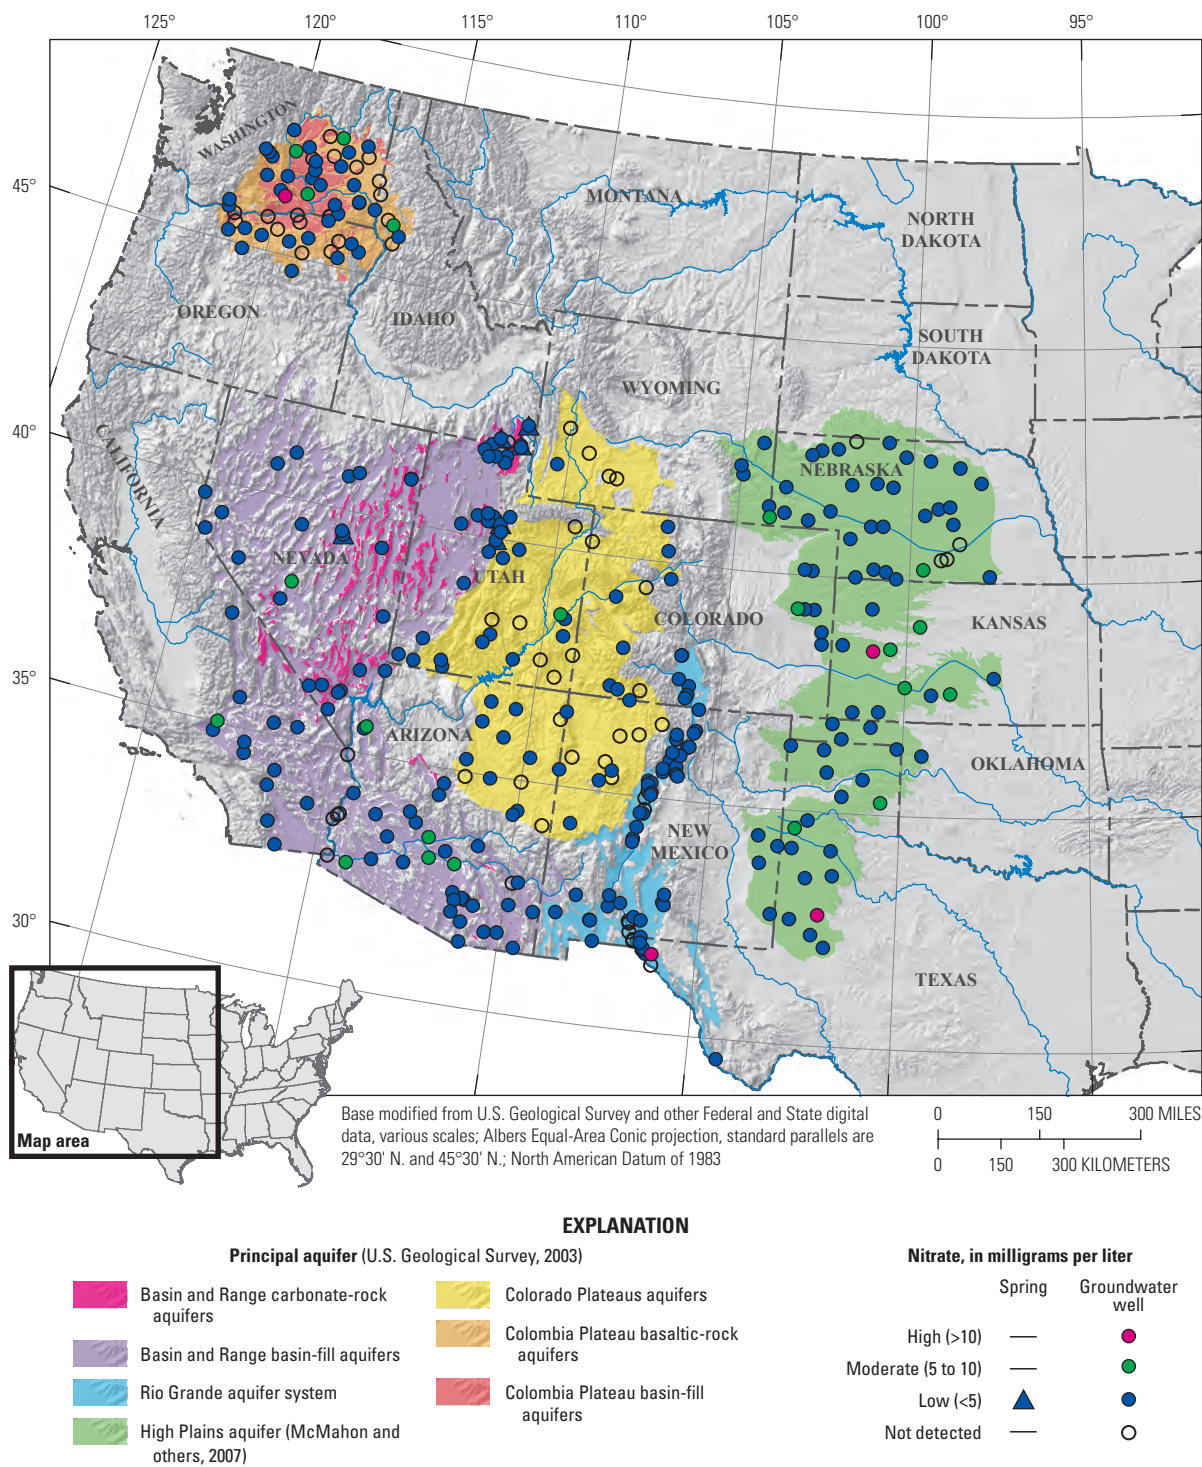 125°
120°
115°
110°
105°
100°
95°
45°
40°
35°
30°
WASHINGTON
MONTANA
NORTH
DAKOTA
OREGON
IDAHO
SOUTH
DAKOTA
WYOMING
CALIFORNIA
NEBRASKA
NEVADA
UTAH
COLORADO
KANSAS
ARIZONA
OKLAHOMA
NEW
MEXICO
TEXAS
115°
110°
105°
100°
95°
120°
Map area
Base modified from U.S. Geological Survey and other Federal and State digital
data, various scales; Albers Equal-Area Conic projection, standard parallels are
29°30' N. and 45°30' N.; North American Datum of 1983
0 150 300 MILES
0 150 300 KILOMETERS
EXPLANATION
Principal aquifer (U.S. Geological Survey, 2003)
Basin and Range carbonate-rock
aquifers
Basin and Range basin-fill aquifers
Rio Grande aquifer system
High Plains aquifer (McMahon and
others, 2007)
Colorado Plateaus aquifers
Colombia Plateau basaltic-rock
aquifers
Colombia Plateau basin-fill
aquifers
Nitrate, in milligrams per liter
Spring Groundwater
well
High (>10)
Moderate (5 to 10)
Low (<5)
Not detected